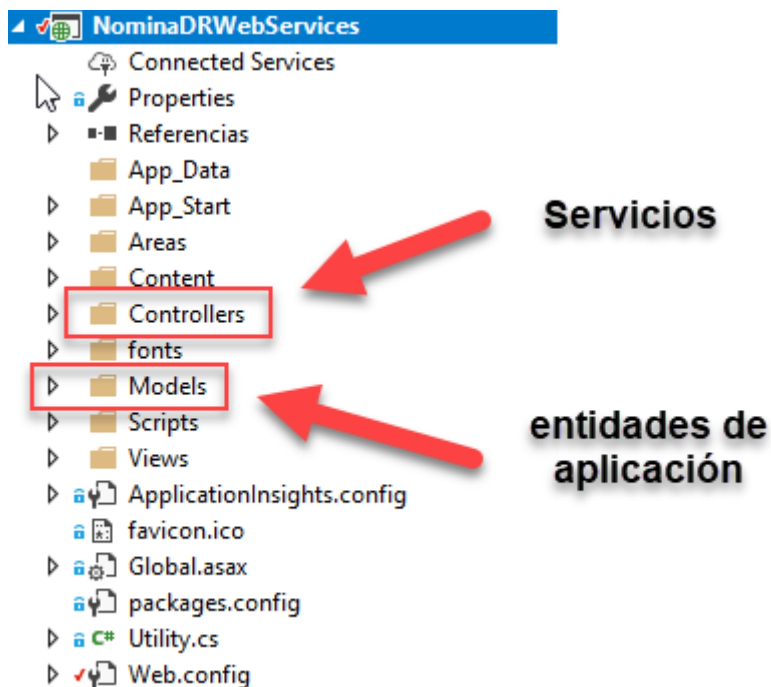 NominaDRWebServices
Connected Services
Properties
Referencias
App_Data
App_Start
Areas
Content
Controllers
fonts
Models
Scripts
Views
ApplicationInsights.config
favicon.ico
Global.asax
packages.config
C# Utility.cs
Web.config
Servicios
entidades de
aplicación